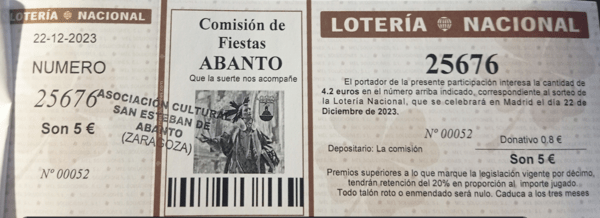 LOTERÍA NACIONAL
22-12-2023
NUMERO
25676
Son 5 €
Nº 00052
ASOCIACIÓN CULTURAL
SAN ESTEBAN DE
ABANTO
(ZARAGOZA)
Comisión de
Fiestas
ABANTO
Que la suerte nos acompañe
LOTERÍA NACIONAL
25676
El portador de la presente participación interesa la cantidad de
4.2 euros en el número arriba indicado, correspondiente al sorteo de
la Lotería Nacional, que se celebrará en Madrid el día 22 de
Diciembre de 2023.
Nº 00052
Depositario: La comisión
Donativo 0,8 €
Son 5 €
Premios superiores a lo que marque la legislación vigente por décimo,
tendrán retención del 20% en proporción al importe jugado.
Todo talón roto o enmendado será nulo. Caduca a los tres meses